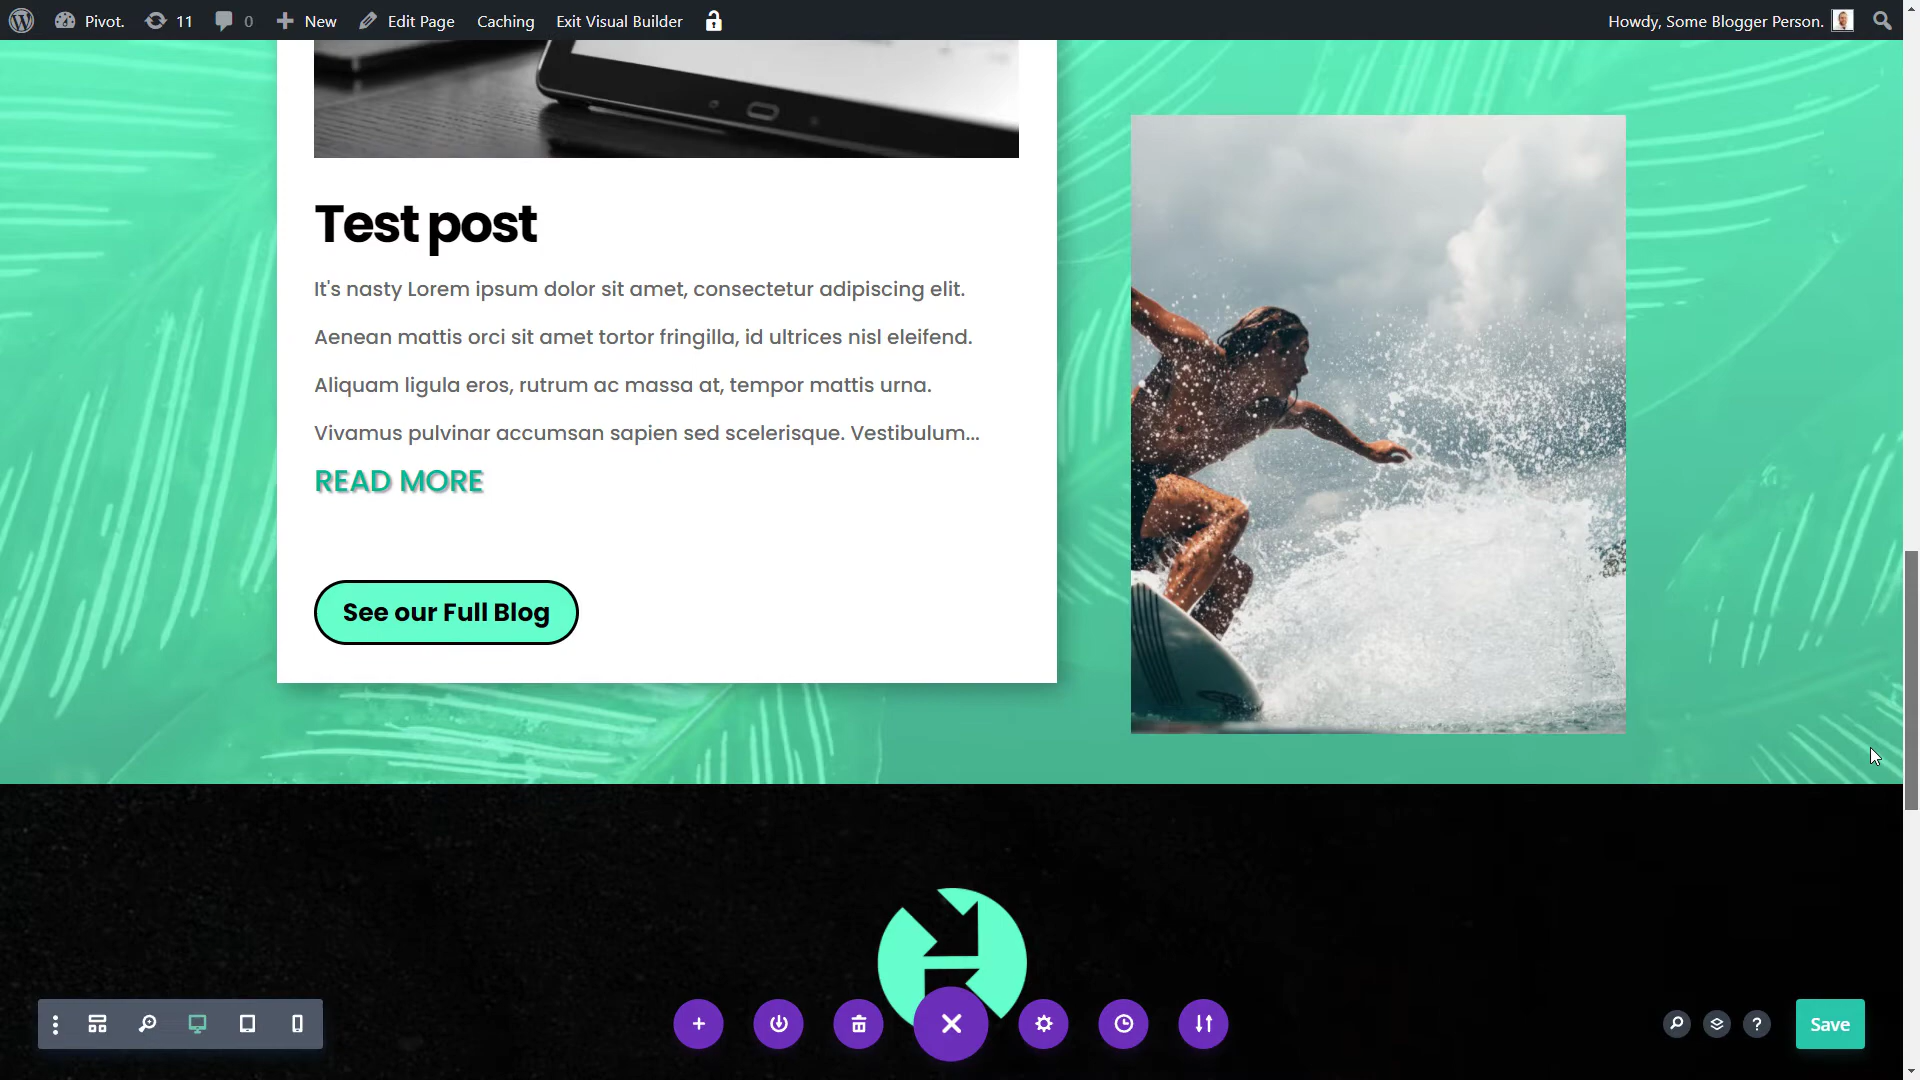 Pivot. 11 0 New Edit Page Caching Exit Visual Builder Howdy, Some Blogger Person.
Test post
It's nasty Lorem ipsum dolor sit amet, consectetur adipiscing elit.
Aenean mattis orci sit amet tortor fringilla, id ultrices nisl eleifend.
Aliquam ligula eros, rutrum ac massa at, tempor mattis urna.
Vivamus pulvinar accumsan sapien sed scelerisque. Vestibulum...
READ MORE
See our Full Blog
Save